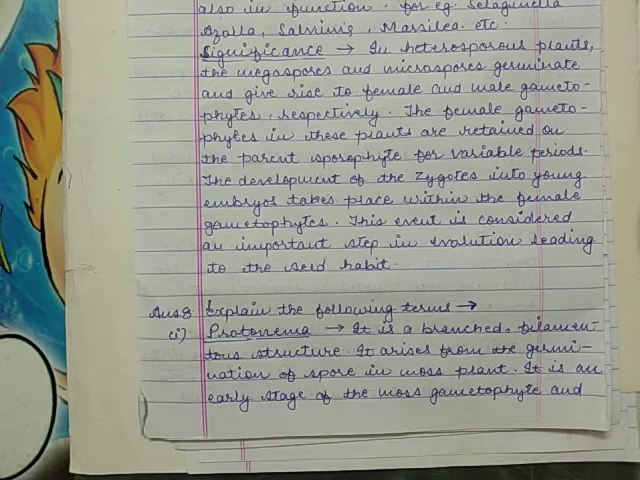 also in function. for eg. Selaginella
Azolla, Salvinia, Marsilea. etc.
Significance → In heterosporous plants,
the megaspores and microspores germinate
and give rise to female and male gameto-
phytes, respectively. The female gameto-
phytes in these plants are retained on
the parent sporophyte for variable periods.
The development of the zygotes into young
embryos takes place within the female
gametophytes. This event is considered
an important step in evolution leading
to the seed habit.
Ans8 Explain the following terms →
(i) Protonema → It is a branched, filamen-
tous structure. It arises from the germi-
nation of spore in moss plant. It is an
early stage of the moss gametophyte and